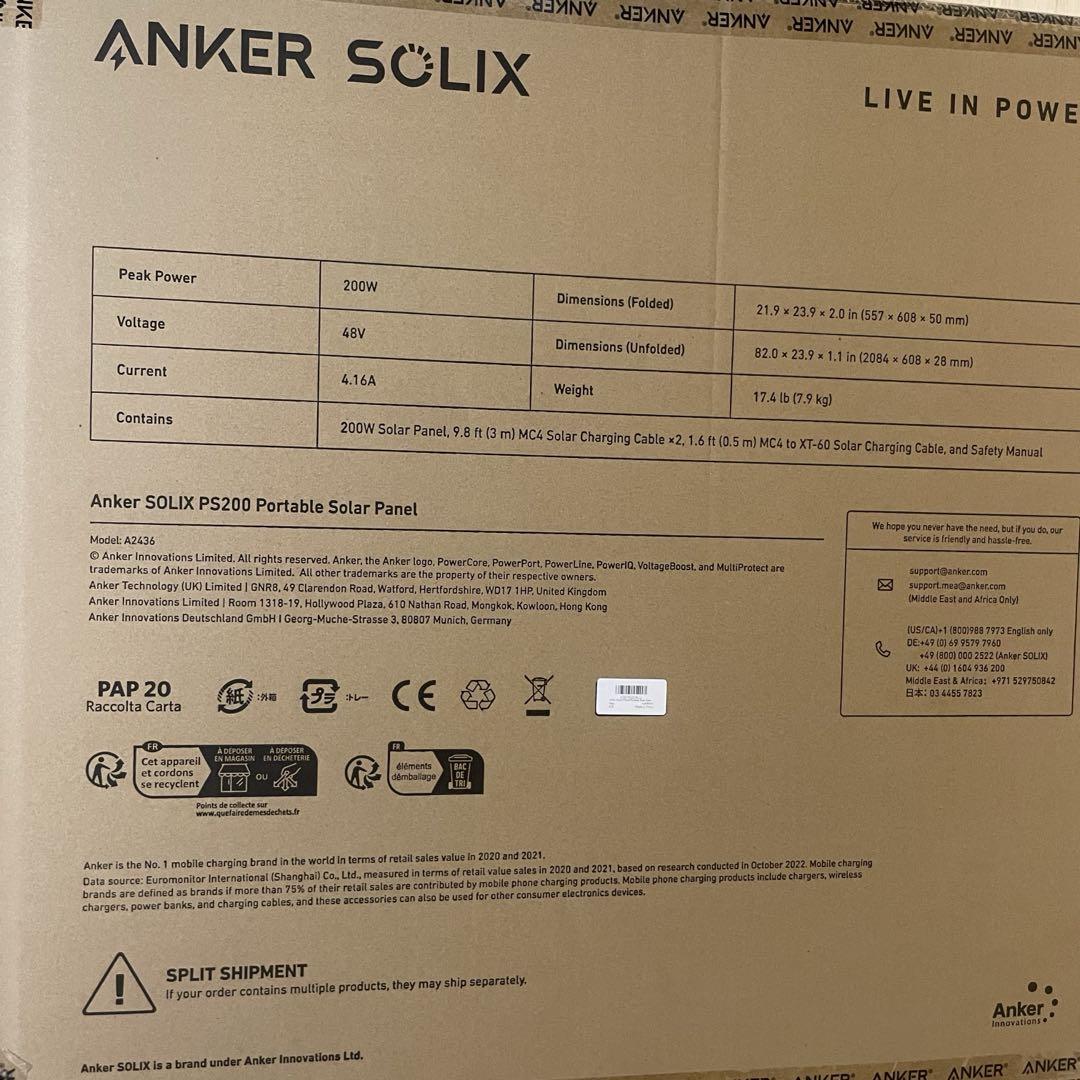 ANKER SOLIX
LIVE IN POWE
Peak Power
200W
Dimensions (Folded)
21.9 × 23.9 × 2.0 in (557 × 608 × 50 mm)
Voltage
48V
Dimensions (Unfolded)
82.0 × 23.9 × 1.1 in (2084 × 608 × 28 mm)
Current
4.16A
Weight
17.4 lb (7.9 kg)
Contains
200W Solar Panel, 9.8 ft (3 m) MC4 Solar Charging Cable ×2, 1.6 ft (0.5 m) MC4 to XT-60 Solar Charging Cable, and Safety Manual
Anker SOLIX PS200 Portable Solar Panel
Model: A2436
© Anker Innovations Limited. All rights reserved. Anker, the Anker logo, PowerCore, PowerPort, PowerLine, PowerIQ, VoltageBoost, and MultiProtect are
trademarks of Anker Innovations Limited. All other trademarks are the property of their respective owners.
Anker Technology (UK) Limited | GNR8, 49 Clarendon Road, Watford, Hertfordshire, WD17 1HP, United Kingdom
Anker Innovations Limited | Room 1318-19, Hollywood Plaza, 610 Nathan Road, Mongkok, Kowloon, Hong Kong
Anker Innovations Deutschland GmbH I Georg-Muche-Strasse 3, 80807 Munich, Germany
We hope you never have the need, but if you do, our
service is friendly and hassle-free.
support@anker.com
support.mea@anker.com
(Middle East and Africa Only)
(US/CA)+1 (800)988 7973 English only
DE:+49 (0) 69 9579 7960
+49 (800) 000 2522 (Anker SOLIX)
UK: +44 (0) 1604 936 200
Middle East & Africa: +971 529750842
日本: 03 4455 7823
PAP 20
Raccolta Carta
紙 :外箱
プラ :トレー
CE
FR
Cet appareil
et cordons
se recyclent
À DÉPOSER
EN MAGASIN
OU
À DÉPOSER
EN DÉCHÈTERIE
Points de collecte sur
www.quefairedemesdechets.fr
FR
éléments
démballage
BAC
DE
TRI
Anker is the No. 1 mobile charging brand in the world in terms of retail sales value in 2020 and 2021.
Data source: Euromonitor International (Shanghai) Co., Ltd., measured in terms of retail value sales in 2020 and 2021, based on research conducted in October 2022. Mobile charging
brands are defined as brands if more than 75% of their retail sales are contributed by mobile phone charging products. Mobile phone charging products include chargers, wireless
chargers, power banks, and charging cables, and these accessories can also be used for other consumer electronics devices.
SPLIT SHIPMENT
If your order contains multiple products, they may ship separately.
Anker
Innovations
Anker SOLIX is a brand under Anker Innovations Ltd.
ANKER ANKER ANKER ANKER